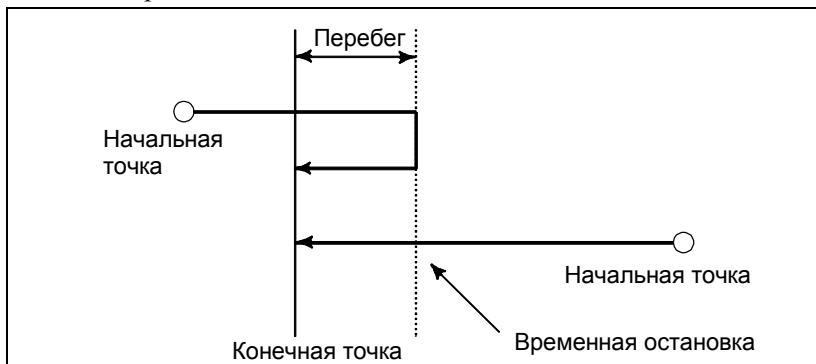 Перебег
Начальная
точка
Начальная точка
Временная остановка
Конечная точка